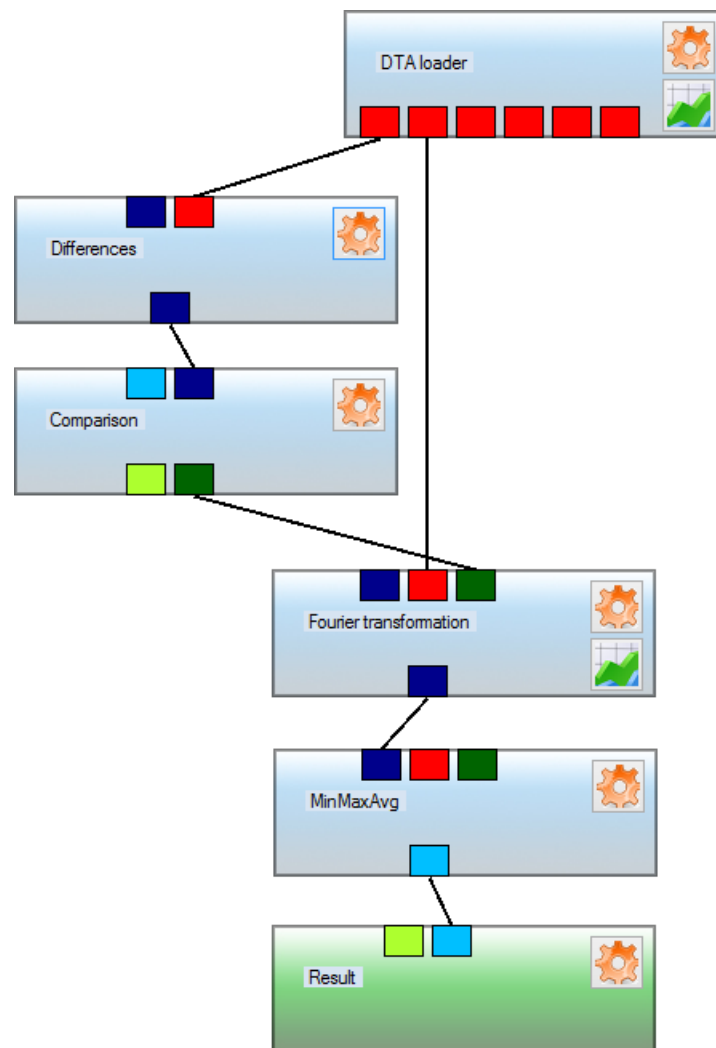 DTA loader
Differences
Comparison
Fourier transformation
MinMaxAvg
Result